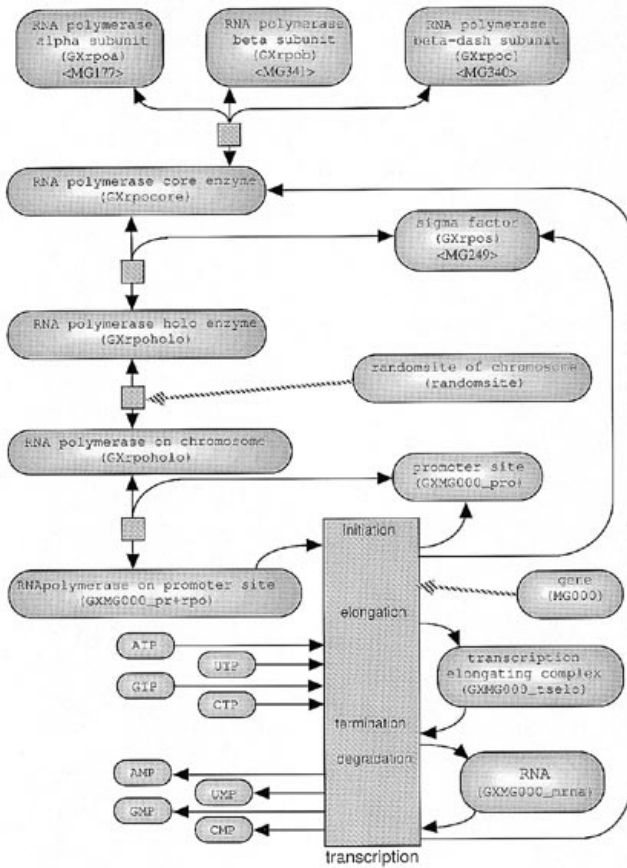 RNA polymerase
alpha subunit
(GXrpoa)
<MG177>
RNA polymerase
beta subunit
(GXrpob)
<MG341>
RNA polymerase
beta-dash subunit
(GXrpoc)
<MG340>
RNA polymerase core enzyme
(GXrpocore)
sigma factor
(GXrpos)
<MG249>
RNA polymerase holo enzyme
(GXrpoholo)
randomsite of chromosome
(randomsite)
RNA polymerase on chromosome
(GXrpoholo)
promoter site
(GXMG000_pro)
Initiation
RNApolymerase on promoter site
(GXMG000_pr+rpo)
gene
(MG000)
elongation
ATP
UTP
GTP
CTP
transcription
elongating complex
(GXMG000_tselc)
termination
degradation
AMP
UMP
GMP
CMP
RNA
(GXMG000_mrna)
transcription